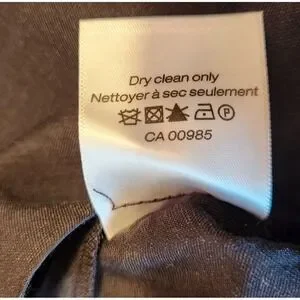 Dry clean only
Nettoyer à sec seulement
P
CA 00985